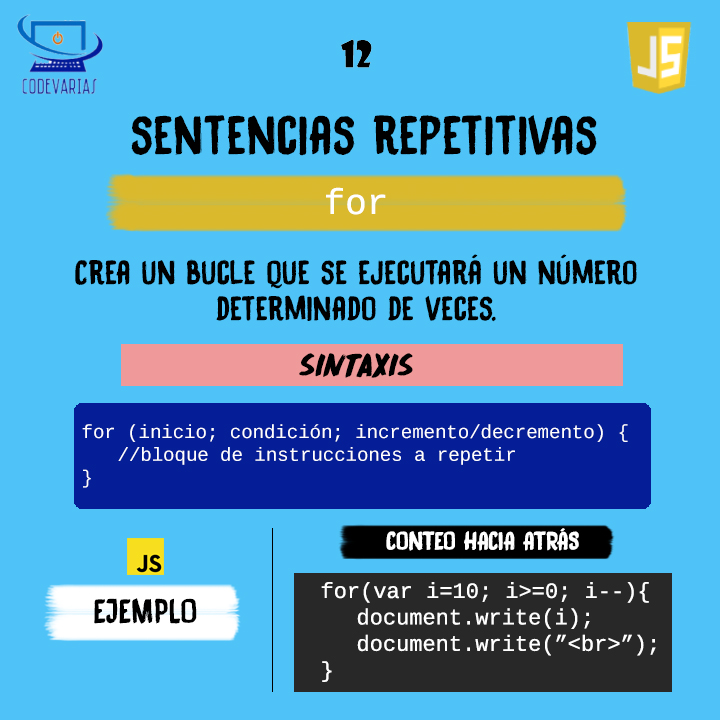 CODEVARIAS
12
JS
SENTENCIAS REPETITIVAS
for
CREA UN BUCLE QUE SE EJECUTARÁ UN NÚMERO
DETERMINADO DE VECES.
SINTAXIS
for (inicio; condición; incremento/decremento) {
//bloque de instrucciones a repetir
}
JS
EJEMPLO
CONTEO HACIA ATRÁS
for(var i=10; i>=0; i--){
document.write(i);
document.write(”<br>”);
}